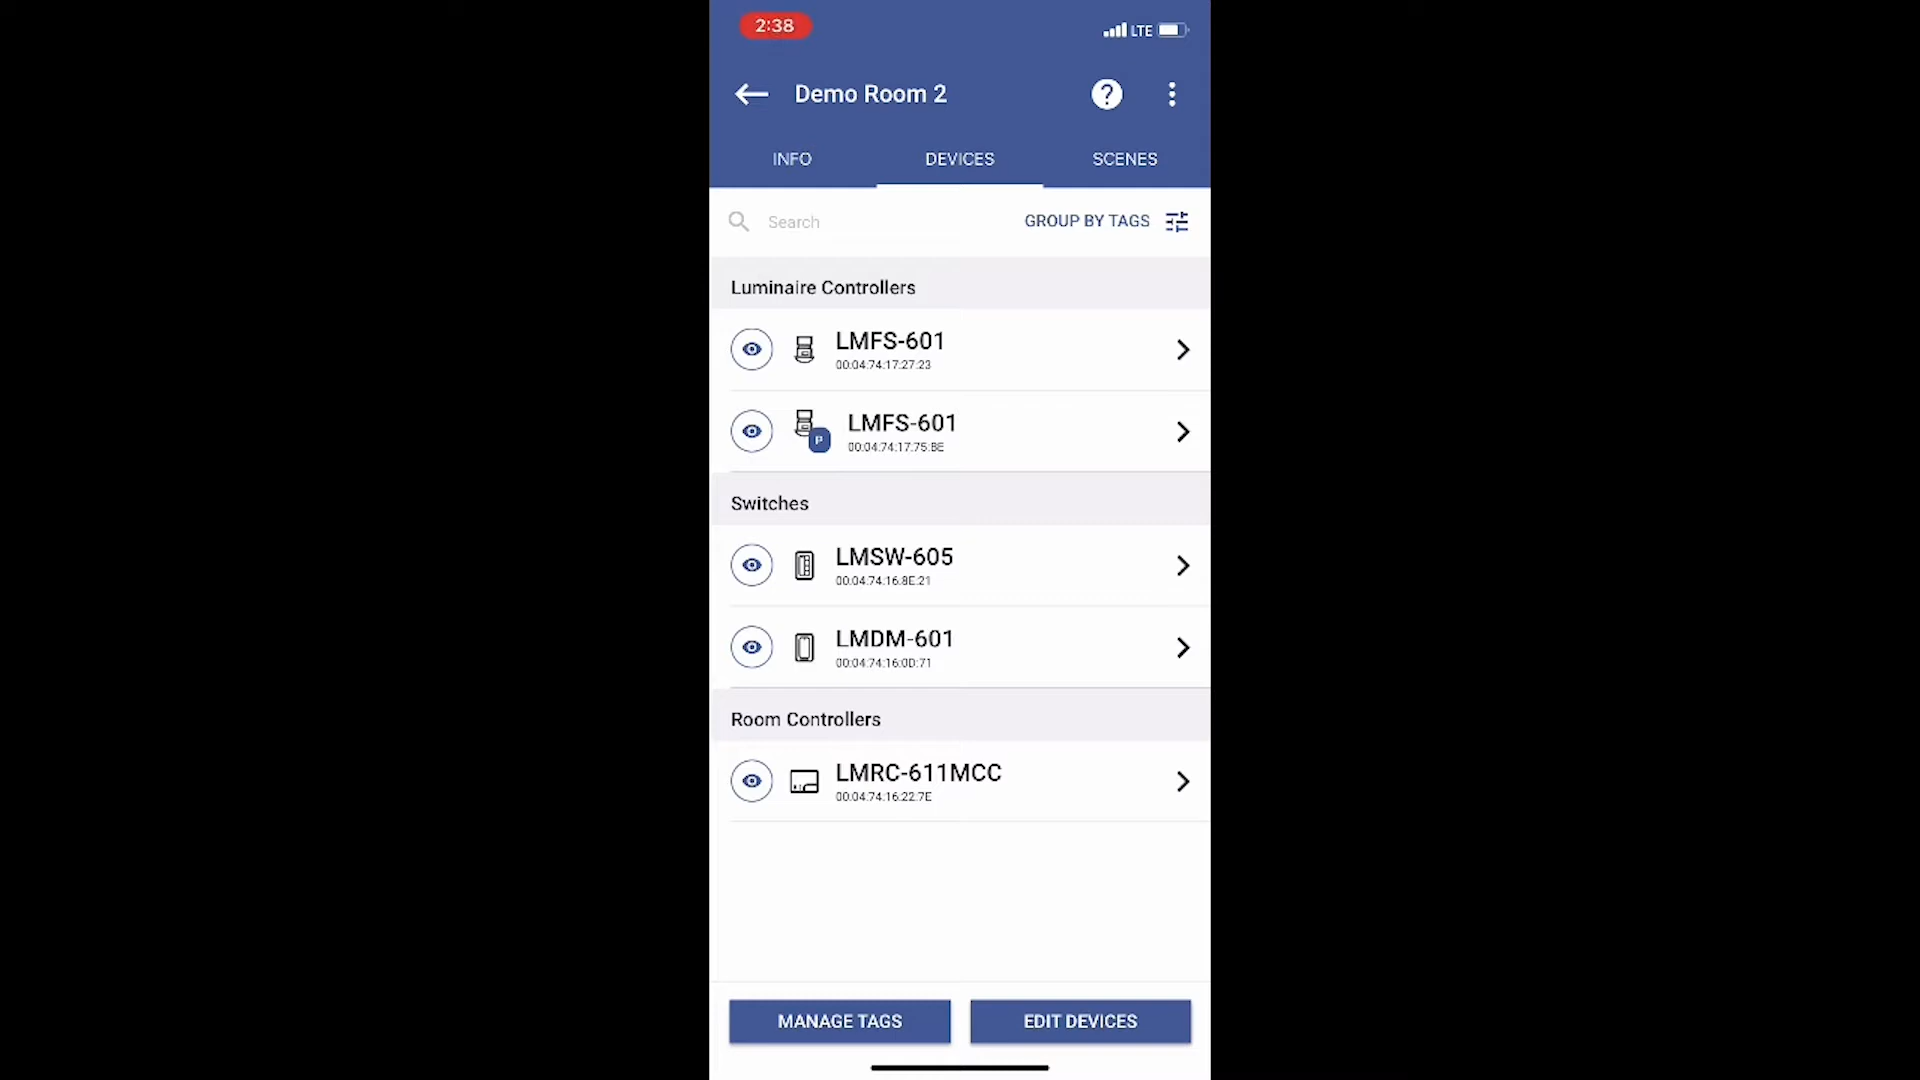 2:38
LTE
Demo Room 2
?
INFO
DEVICES
SCENES
Search
GROUP BY TAGS
Luminaire Controllers
LMFS-601
00:04:74:17:27:23
LMFS-601
P
00:04:74:17:75:BE
Switches
LMSW-605
00:04:74:16:8E:21
LMDM-601
00:04:74:16:0D:71
Room Controllers
LMRC-611MCC
00:04:74:16:22:7E
MANAGE TAGS
EDIT DEVICES